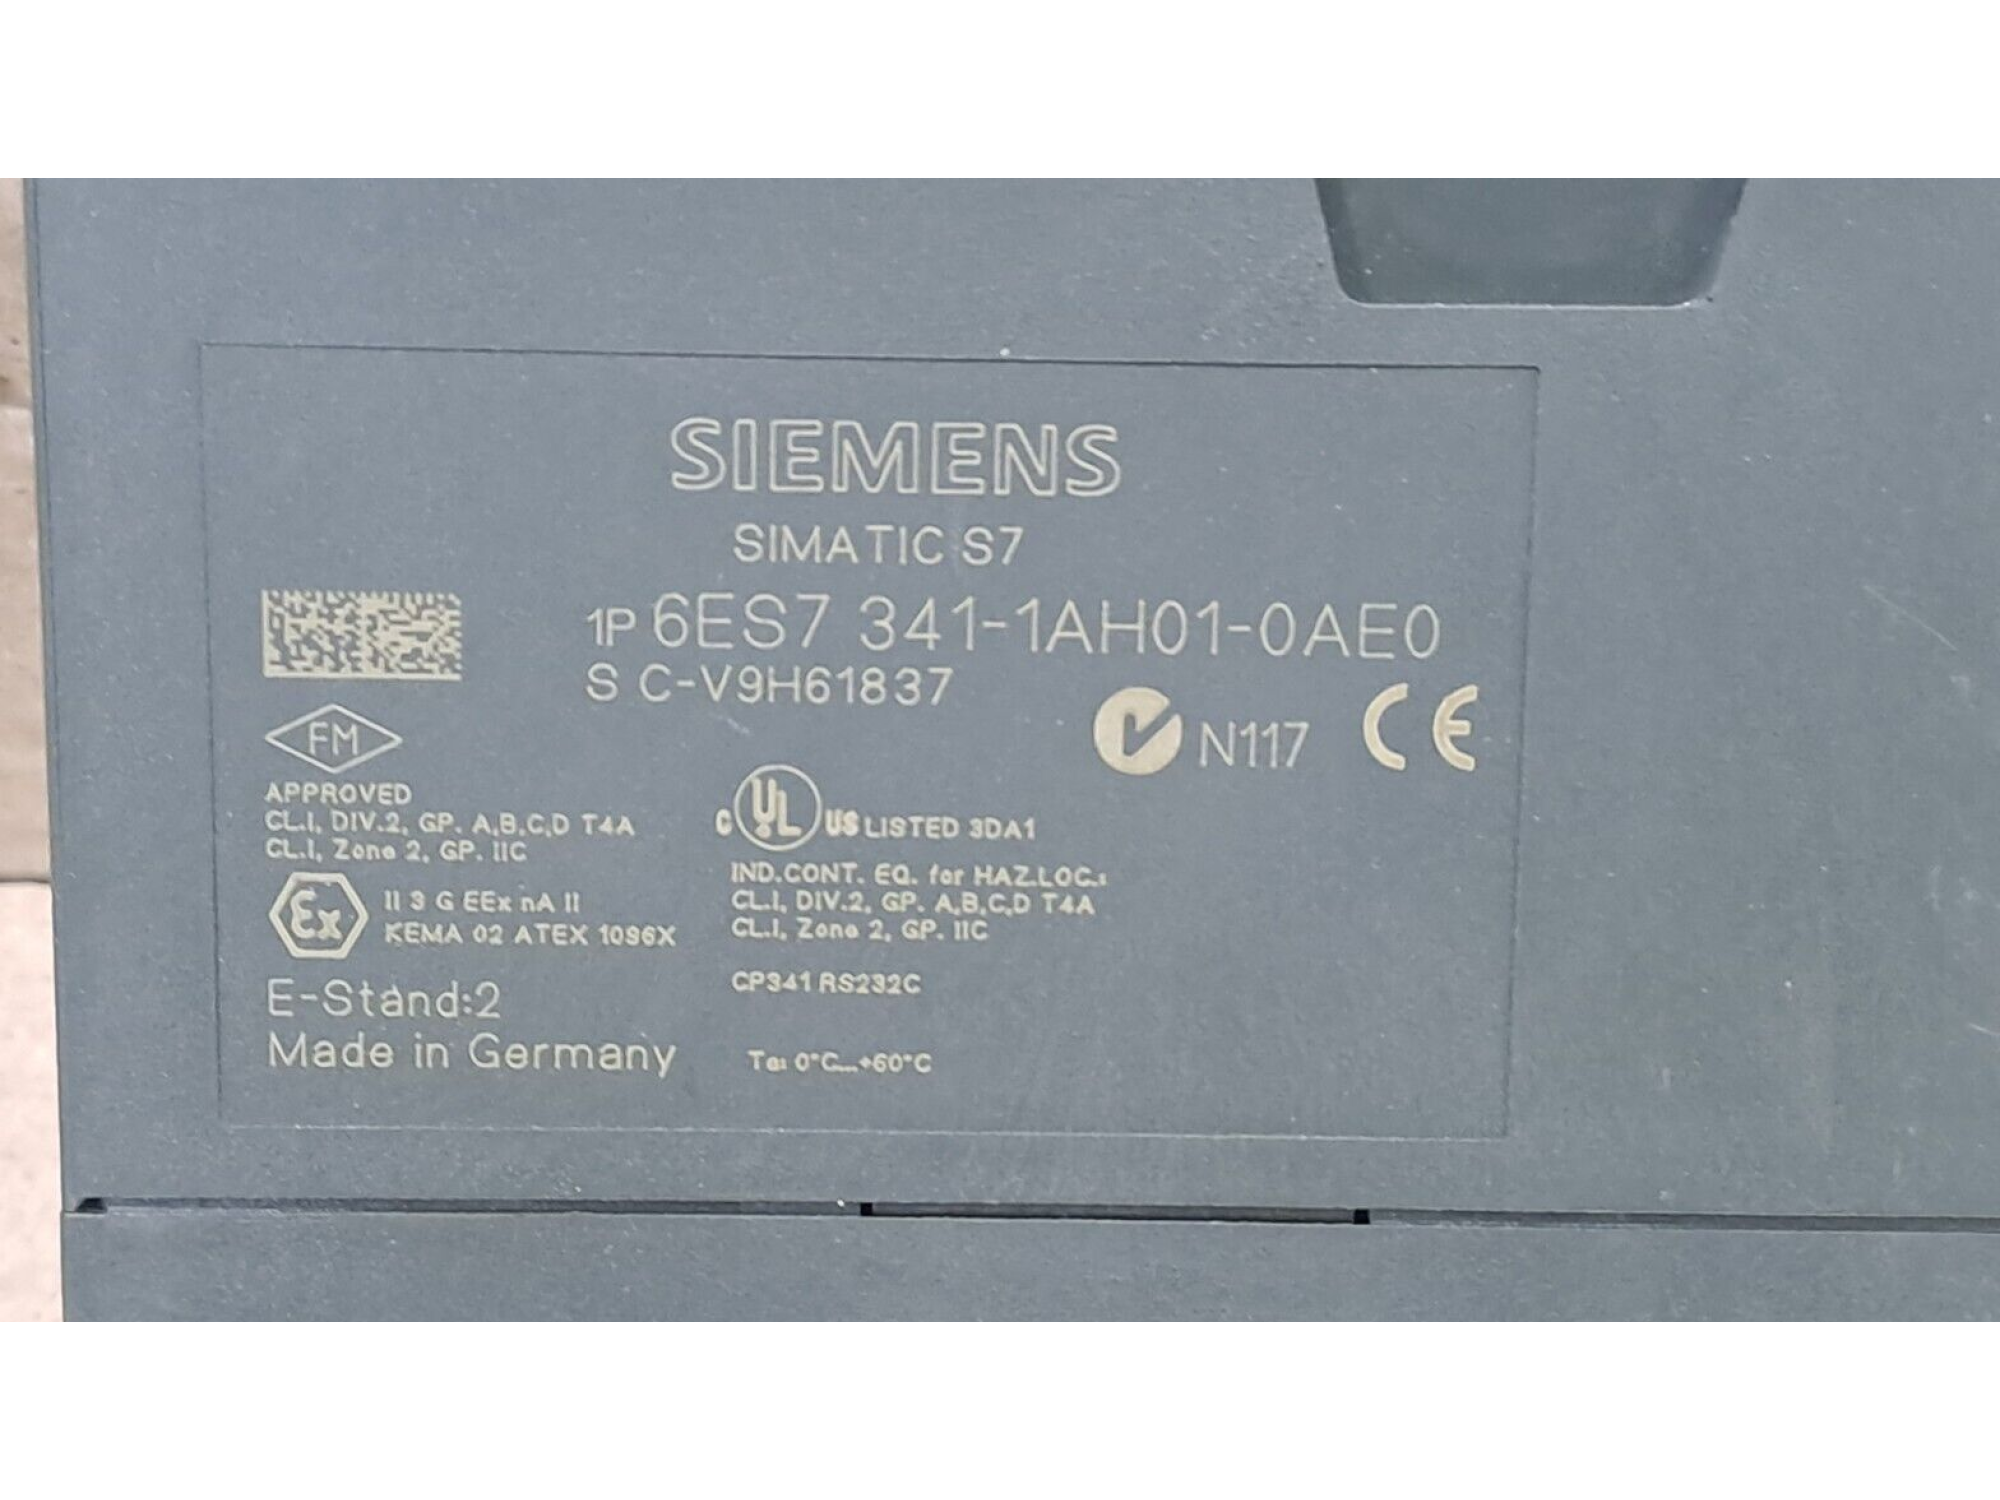 SIEMENS
SIMATIC S7
1P 6ES7 341-1AH01-0AE0
S C-V9H61837
N117 CE
FM
APPROVED
CL.I, DIV.2, GP. A,B,C,D T4A
CL.I, Zone 2, GP. IIC
Ex II 3 G EEx nA II
KEMA 02 ATEX 1096X
E-Stand:2
Made in Germany
C UL US LISTED 3DA1
IND.CONT. EQ. for HAZ.LOC.:
CL.I, DIV.2, GP. A,B,C,D T4A
CL.I, Zone 2, GP. IIC
CP341 RS232C
Ta: 0°C...+60°C